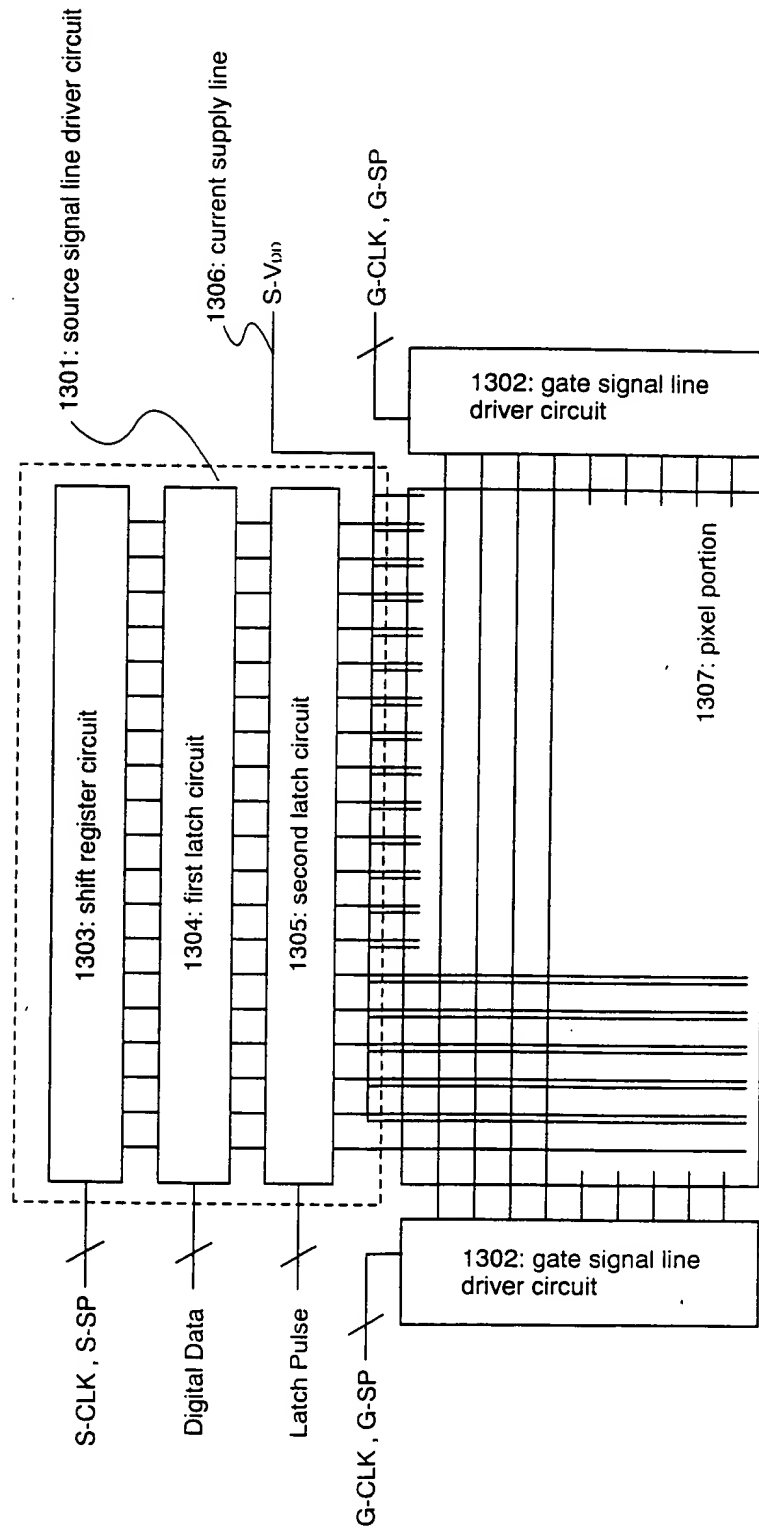 1301: source signal line driver circuit
1306: current supply line
S-VDD
G-CLK , G-SP
S-CLK , S-SP
1303: shift register circuit
Digital Data
1304: first latch circuit
Latch Pulse
1305: second latch circuit
G-CLK , G-SP
1302: gate signal line
driver circuit
1302: gate signal line
driver circuit
1307: pixel portion